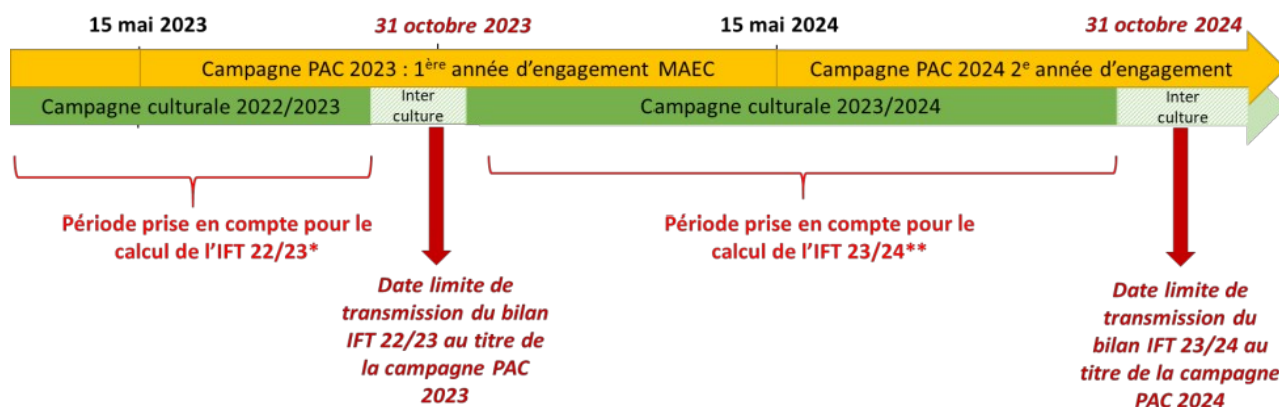 15 mai 2023
31 octobre 2023
15 mai 2024
31 octobre 2024
Campagne PAC 2023 : 1ère année d'engagement MAEC
Campagne PAC 2024 2e année d'engagement
Campagne culturale 2022/2023
Inter
culture
Campagne culturale 2023/2024
Inter
culture
Période prise en compte pour le
calcul de l'IFT 22/23*
Période prise en compte pour le
calcul de l'IFT 23/24**
Date limite de
transmission du bilan
IFT 22/23 au titre de
la campagne PAC
2023
Date limite de
transmission du
bilan IFT 23/24 au
titre de la campagne
PAC 2024